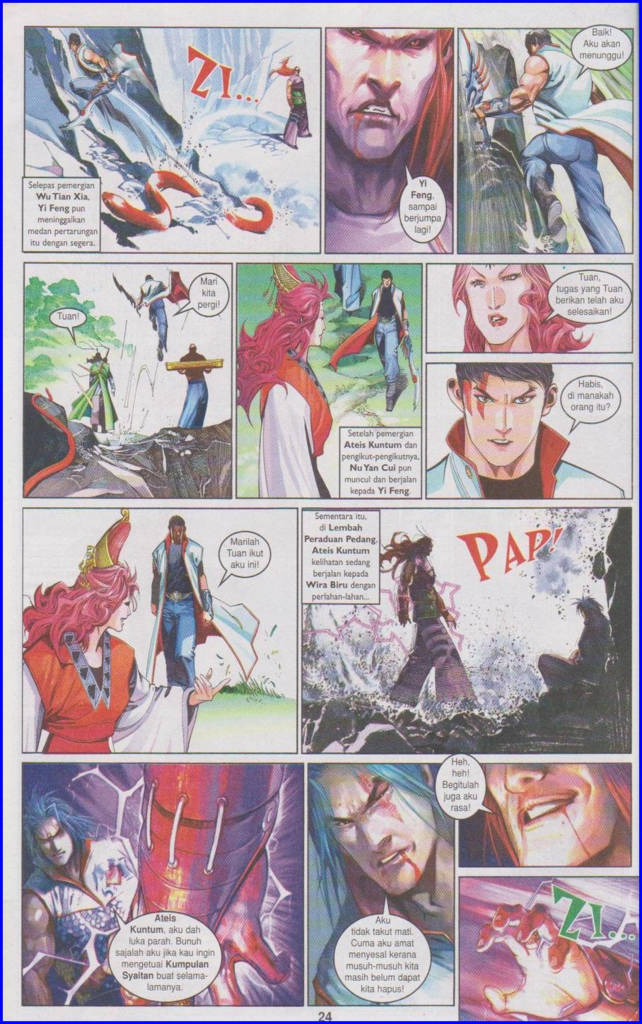 ZI...
Selepas pemergian
Wu Tian Xia,
Yi Feng pun
meninggalkan
medan pertarungan
itu dengan segera.
Yi
Feng,
sampai
berjumpa
lagi!
Baik!
Aku akan
menunggu!
Tuan!
Mari
kita
pergi!
Setelah pemergian
Ateis Kuntum dan
pengikut-pengikutnya,
Nu Yan Cui pun
muncul dan berjalan
kepada Yi Feng.
Tuan,
tugas yang Tuan
berikan telah aku
selesaikan!
Habis,
di manakah
orang itu?
Marilah
Tuan ikut
aku ini!
Sementara itu,
di Lembah
Peraduan Pedang,
Ateis Kuntum
kelihatan sedang
berjalan kepada
Wira Biru dengan
perlahan-lahan...
PAP!
Ateis
Kuntum, aku dah
luka parah. Bunuh
sajalah aku jika kau ingin
mengetuai Kumpulan
Syaitan buat selama-
lamanya.
Aku
tidak takut mati.
Cuma aku amat
menyesal kerana
musuh-musuh kita
masih belum dapat
kita hapus!
Heh,
heh!
Begitulah
juga aku
rasa!
ZI...
24